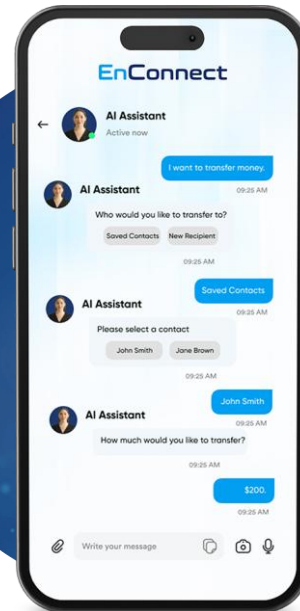 EnConnect
AI Assistant
Active now
I want to transfer money.
AI Assistant
09:25 AM
Who would you like to transfer to?
Saved Contacts
New Recipient
09:25 AM
Saved Contacts
AI Assistant
09:25 AM
Please select a contact
John Smith
Jane Brown
09:25 AM
John Smith
AI Assistant
09:25 AM
How much would you like to transfer?
09:25 AM
$200.
09:25 AM
Write your message